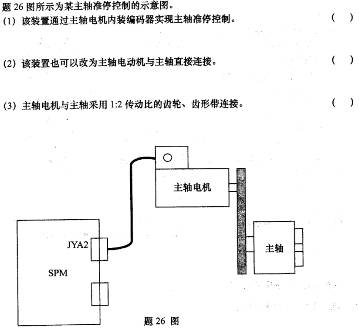 题 26 图所示为某主轴准停控制的示意图。
(1) 该装置通过主轴电机内装编码器实现主轴准停控制。 ( )
(2) 该装置也可以改为主轴电动机与主轴直接连接。 ( )
(3) 主轴电机与主轴采用 1:2 传动比的齿轮、齿形带连接。 ( )
主轴电机
JYA2
主轴
SPM
题 26 图